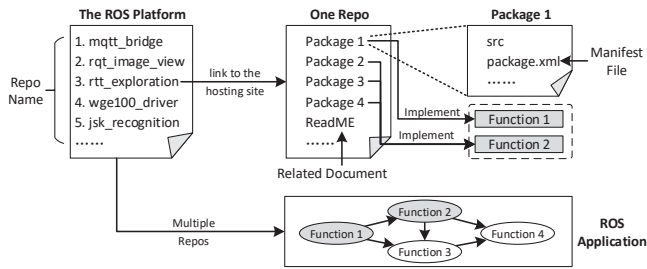 The ROS Platform
One Repo
Package 1
Repo
Name
1. mqtt_bridge
2. rqt_image_view
3. rtt_exploration
4. wge100_driver
5. jsk_recognition
......
link to the
hosting site
Package 1
Package 2
Package 3
Package 4
ReadME
......
Related Document
src
package.xml
......
Manifest
File
Implement
Implement
Function 1
Function 2
Multiple
Repos
Function 1
Function 2
Function 3
Function 4
ROS
Application